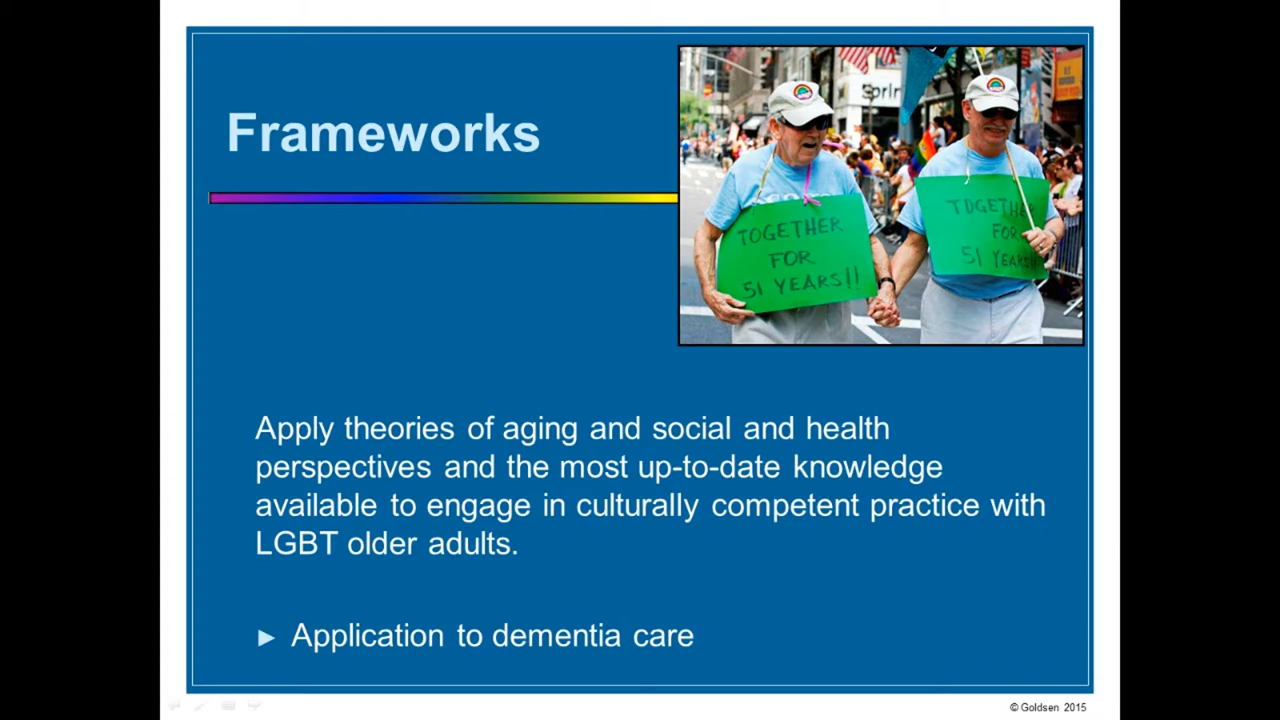 Frameworks
TOGETHER
FOR
51 YEARS!!
TOGETHE
FOR
51 YEARS!!
Apply theories of aging and social and health
perspectives and the most up-to-date knowledge
available to engage in culturally competent practice with
LGBT older adults.
► Application to dementia care
© Goldsen 2015